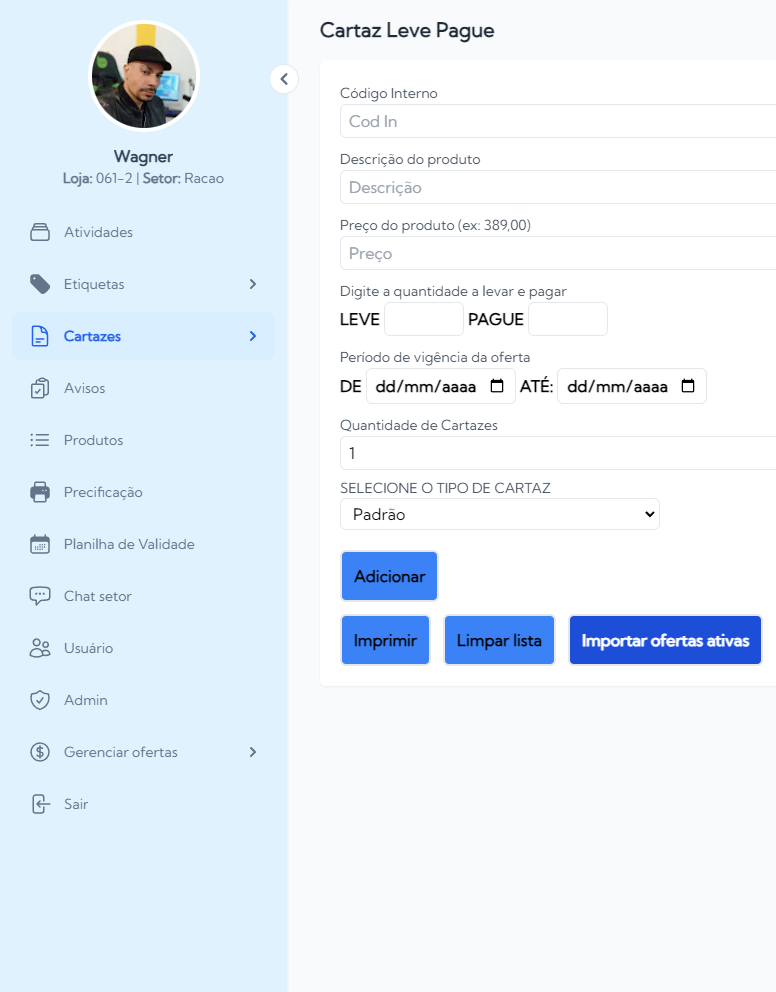 Wagner
Loja: 061-2 | Setor: Racao
Atividades
Etiquetas
Cartazes
Avisos
Produtos
Precificação
Planilha de Validade
Chat setor
Usuário
Admin
Gerenciar ofertas
Sair
Cartaz Leve Pague
Código Interno
Cod In
Descrição do produto
Descrição
Preço do produto (ex: 389,00)
Preço
Digite a quantidade a levar e pagar
LEVE PAGUE
Período de vigência da oferta
DE dd/mm/aaaa ATÉ: dd/mm/aaaa
Quantidade de Cartazes
1
SELECIONE O TIPO DE CARTAZ
Padrão
Adicionar
Imprimir Limpar lista Importar ofertas ativas